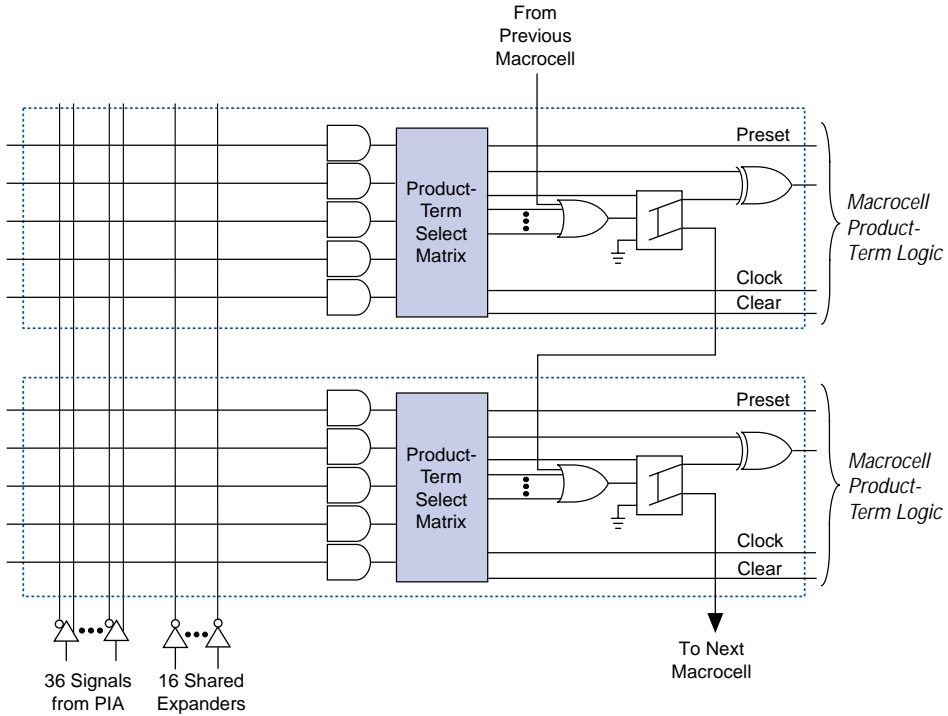 From
Previous
Macrocell
Preset
Product-
Term
Select
Matrix
Macrocell
Product-
Term Logic
Clock
Clear
Preset
Product-
Term
Select
Matrix
Macrocell
Product-
Term Logic
Clock
Clear
36 Signals
from PIA
16 Shared
Expanders
To Next
Macrocell